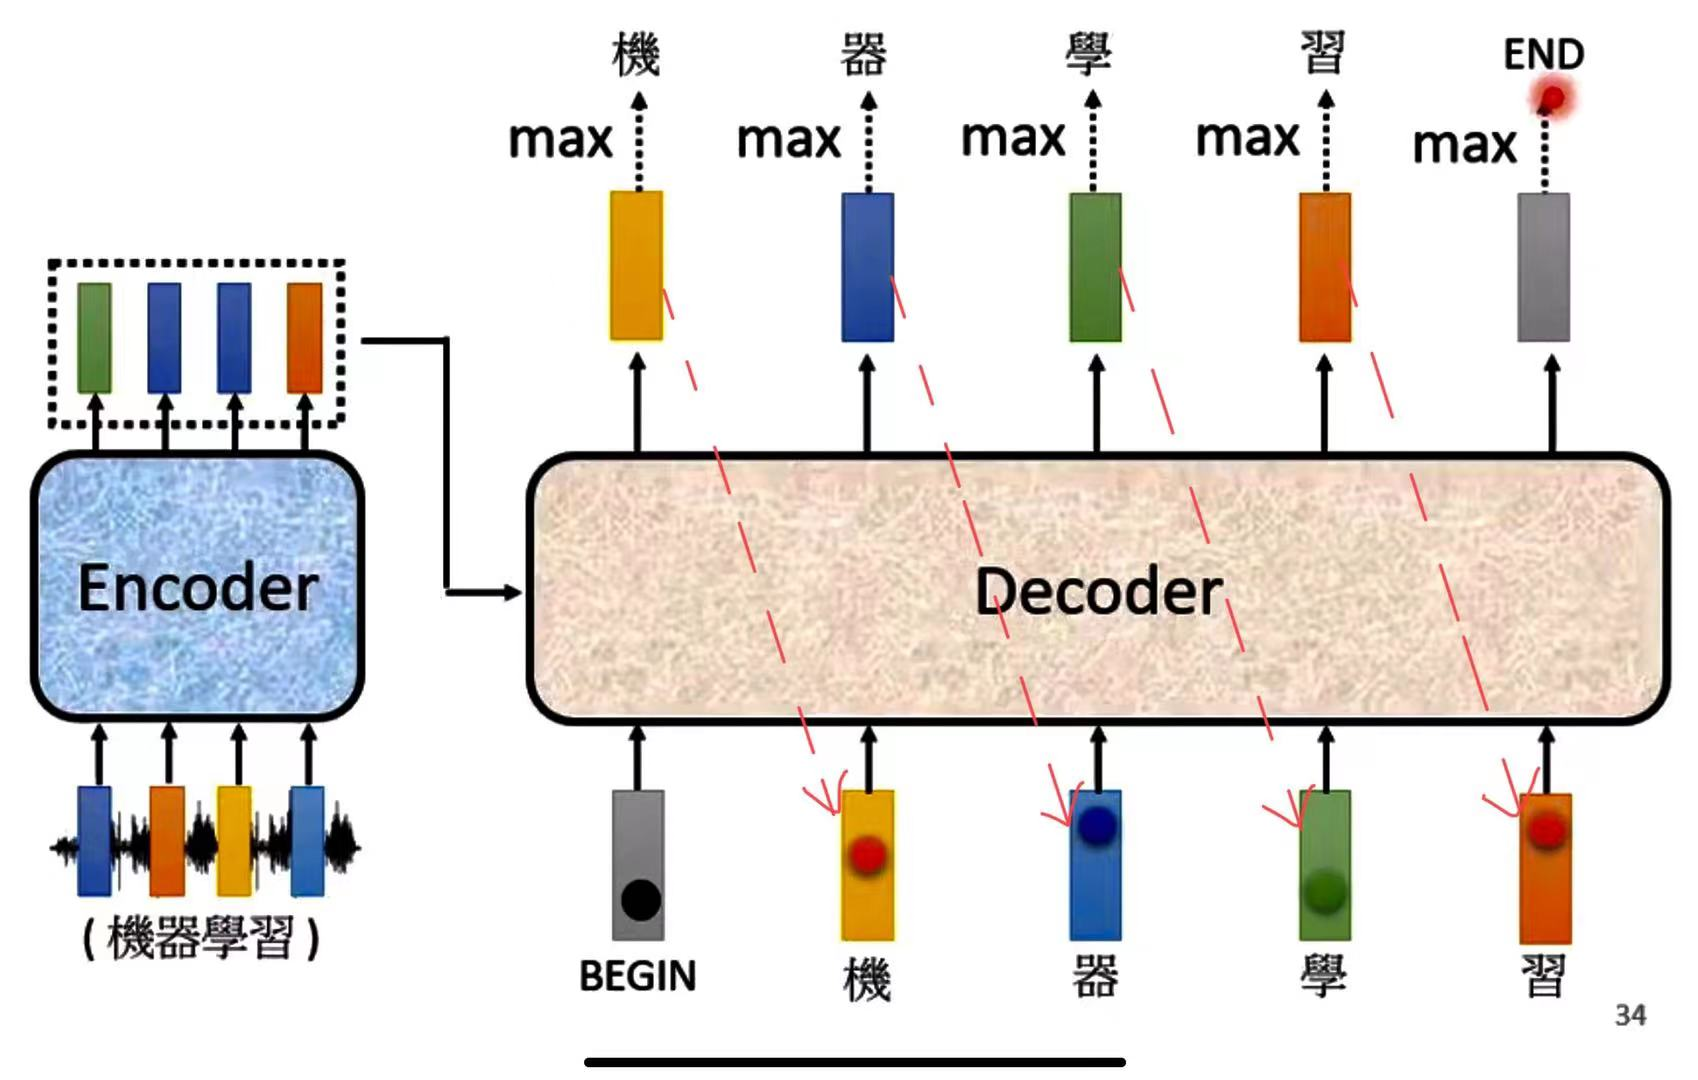 機 器 學 習 END
max max max max max
Encoder
Decoder
(機器學習)
BEGIN 機 器 學 習
34